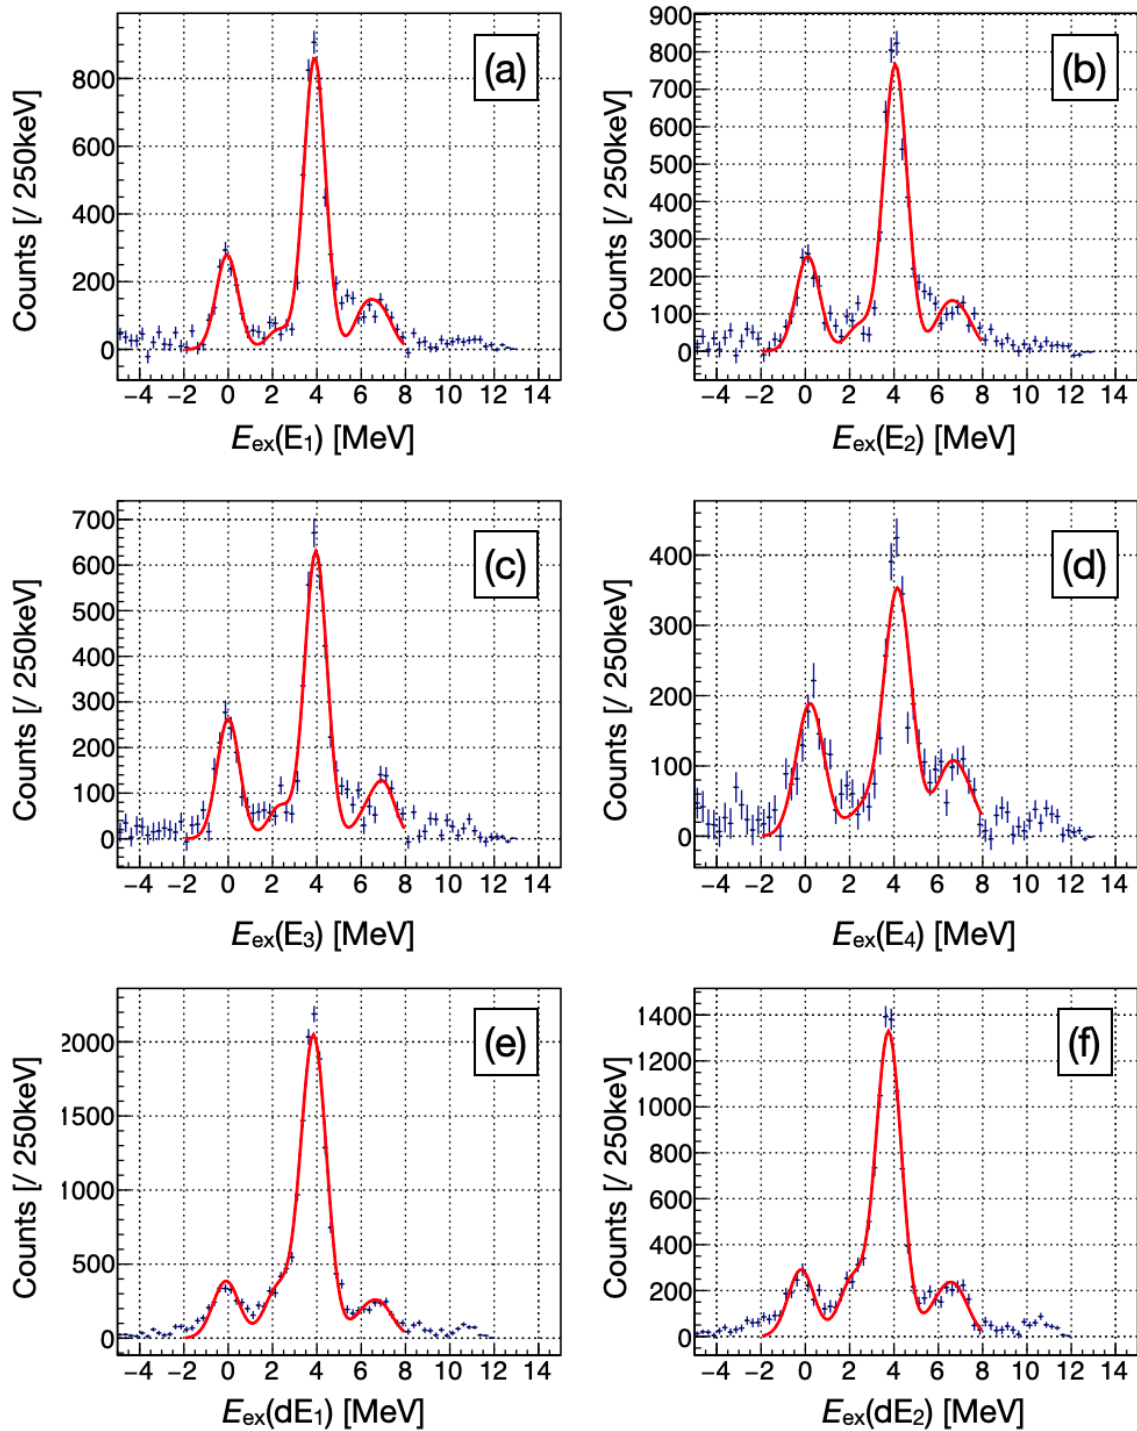 (a)
Counts [/ 250keV]
800
600
400
200
0
−4 −2 0 2 4 6 8 10 12 14
Eex(E1) [MeV]
(b)
Counts [/ 250keV]
900
800
700
600
500
400
300
200
100
0
−4 −2 0 2 4 6 8 10 12 14
Eex(E2) [MeV]
(c)
Counts [/ 250keV]
700
600
500
400
300
200
100
0
−4 −2 0 2 4 6 8 10 12 14
Eex(E3) [MeV]
(d)
Counts [/ 250keV]
400
300
200
100
0
−4 −2 0 2 4 6 8 10 12 14
Eex(E4) [MeV]
(e)
Counts [/ 250keV]
2000
1500
1000
500
0
−4 −2 0 2 4 6 8 10 12 14
Eex(dE1) [MeV]
(f)
Counts [/ 250keV]
1400
1200
1000
800
600
400
200
0
−4 −2 0 2 4 6 8 10 12 14
Eex(dE2) [MeV]